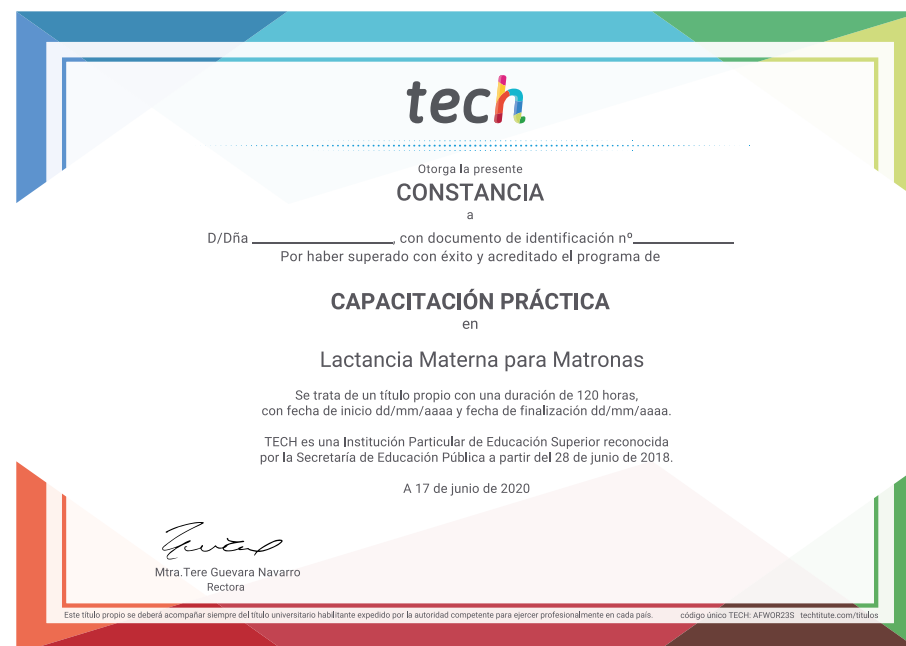 tech
Otorga la presente
CONSTANCIA
a
D/Dña ____________________, con documento de identificación nº______________
Por haber superado con éxito y acreditado el programa de
CAPACITACIÓN PRÁCTICA
en
Lactancia Materna para Matronas
Se trata de un título propio con una duración de 120 horas,
con fecha de inicio dd/mm/aaaa y fecha de finalización dd/mm/aaaa.
TECH es una Institución Particular de Educación Superior reconocida
por la Secretaría de Educación Pública a partir del 28 de junio de 2018.
A 17 de junio de 2020
Mtra.Tere Guevara Navarro
Rectora
Este título propio se deberá acompañar siempre del título universitario habilitante expedido por la autoridad competente para ejercer profesionalmente en cada país. código único TECH: AFWOR23S techtitute.com/titulos